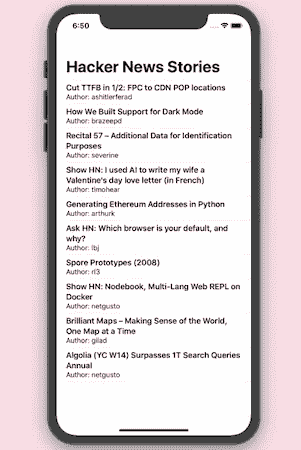 6:50
Hacker News Stories
Cut TTFB in 1/2: FPC to CDN POP locations
Author: ashitlerferad
How We Built Support for Dark Mode
Author: brazeepd
Recital 57 – Additional Data for Identification
Purposes
Author: severine
Show HN: I used AI to write my wife a
Valentine's day love letter (in French)
Author: timohear
Generating Ethereum Addresses in Python
Author: arthurk
Ask HN: Which browser is your default, and
why?
Author: lbj
Spore Prototypes (2008)
Author: rl3
Show HN: Nodebook, Multi-Lang Web REPL on
Docker
Author: netgusto
Brilliant Maps – Making Sense of the World,
One Map at a Time
Author: gilad
Algolia (YC W14) Surpasses 1T Search Queries
Annual
Author: netgusto